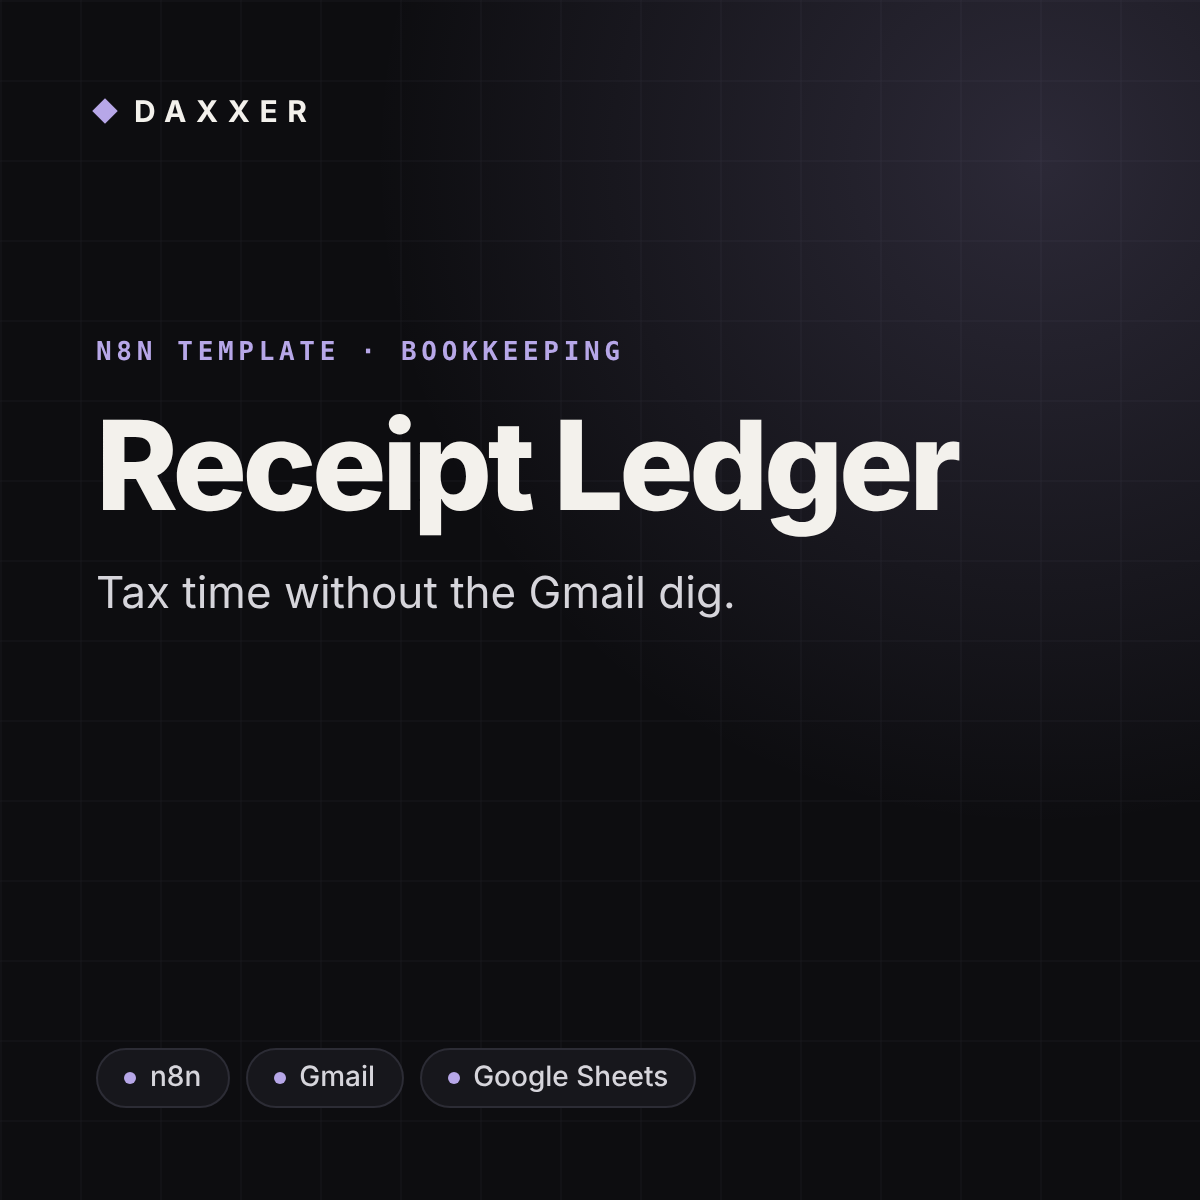 DAXXER
N8N TEMPLATE · BOOKKEEPING
Receipt Ledger
Tax time without the Gmail dig.
n8n
Gmail
Google Sheets